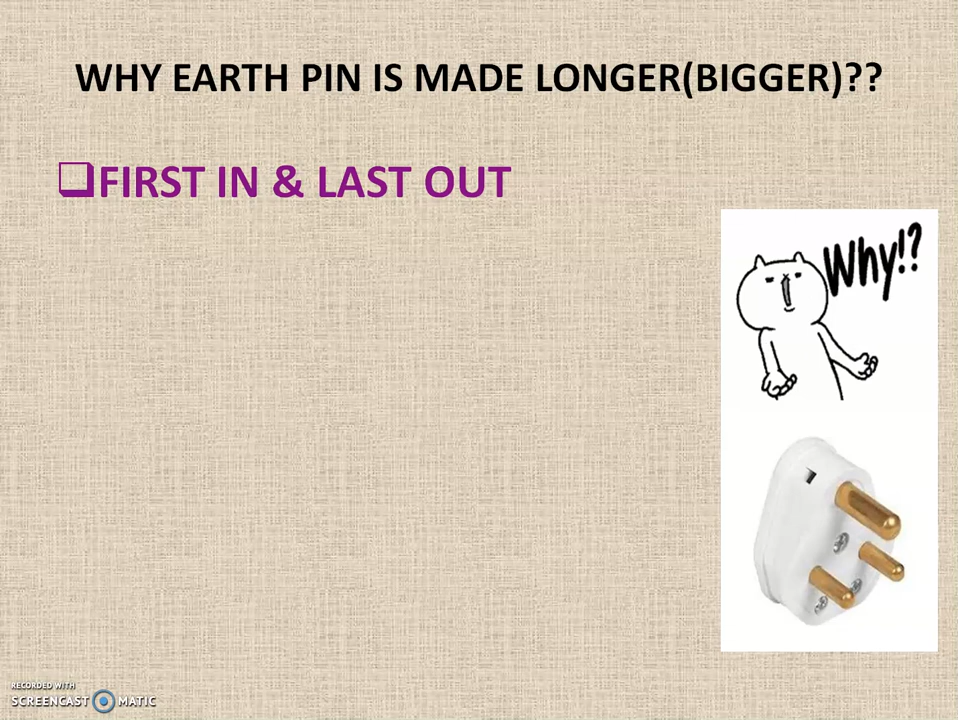 WHY EARTH PIN IS MADE LONGER(BIGGER)??
FIRST IN & LAST OUT
Why!?
RECORDED WITH
SCREENCAST MATIC